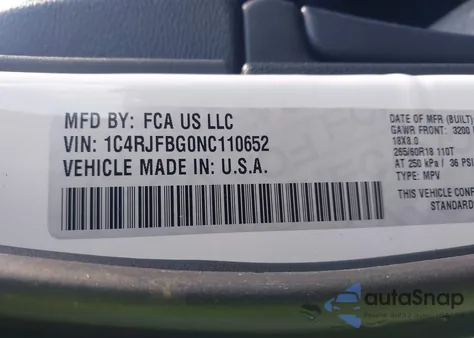 MFD BY: FCA US LLC
VIN: 1C4RJFBG0NC110652
VEHICLE MADE IN: U.S.A.
DATE OF MFR (BUILT)
GAWR FRONT: 3200
18X8.0
265/60R18 110T
AT 250 kPa / 36 PSI
TYPE: MPV
THIS VEHICLE CONF
STANDARD
autoSnap